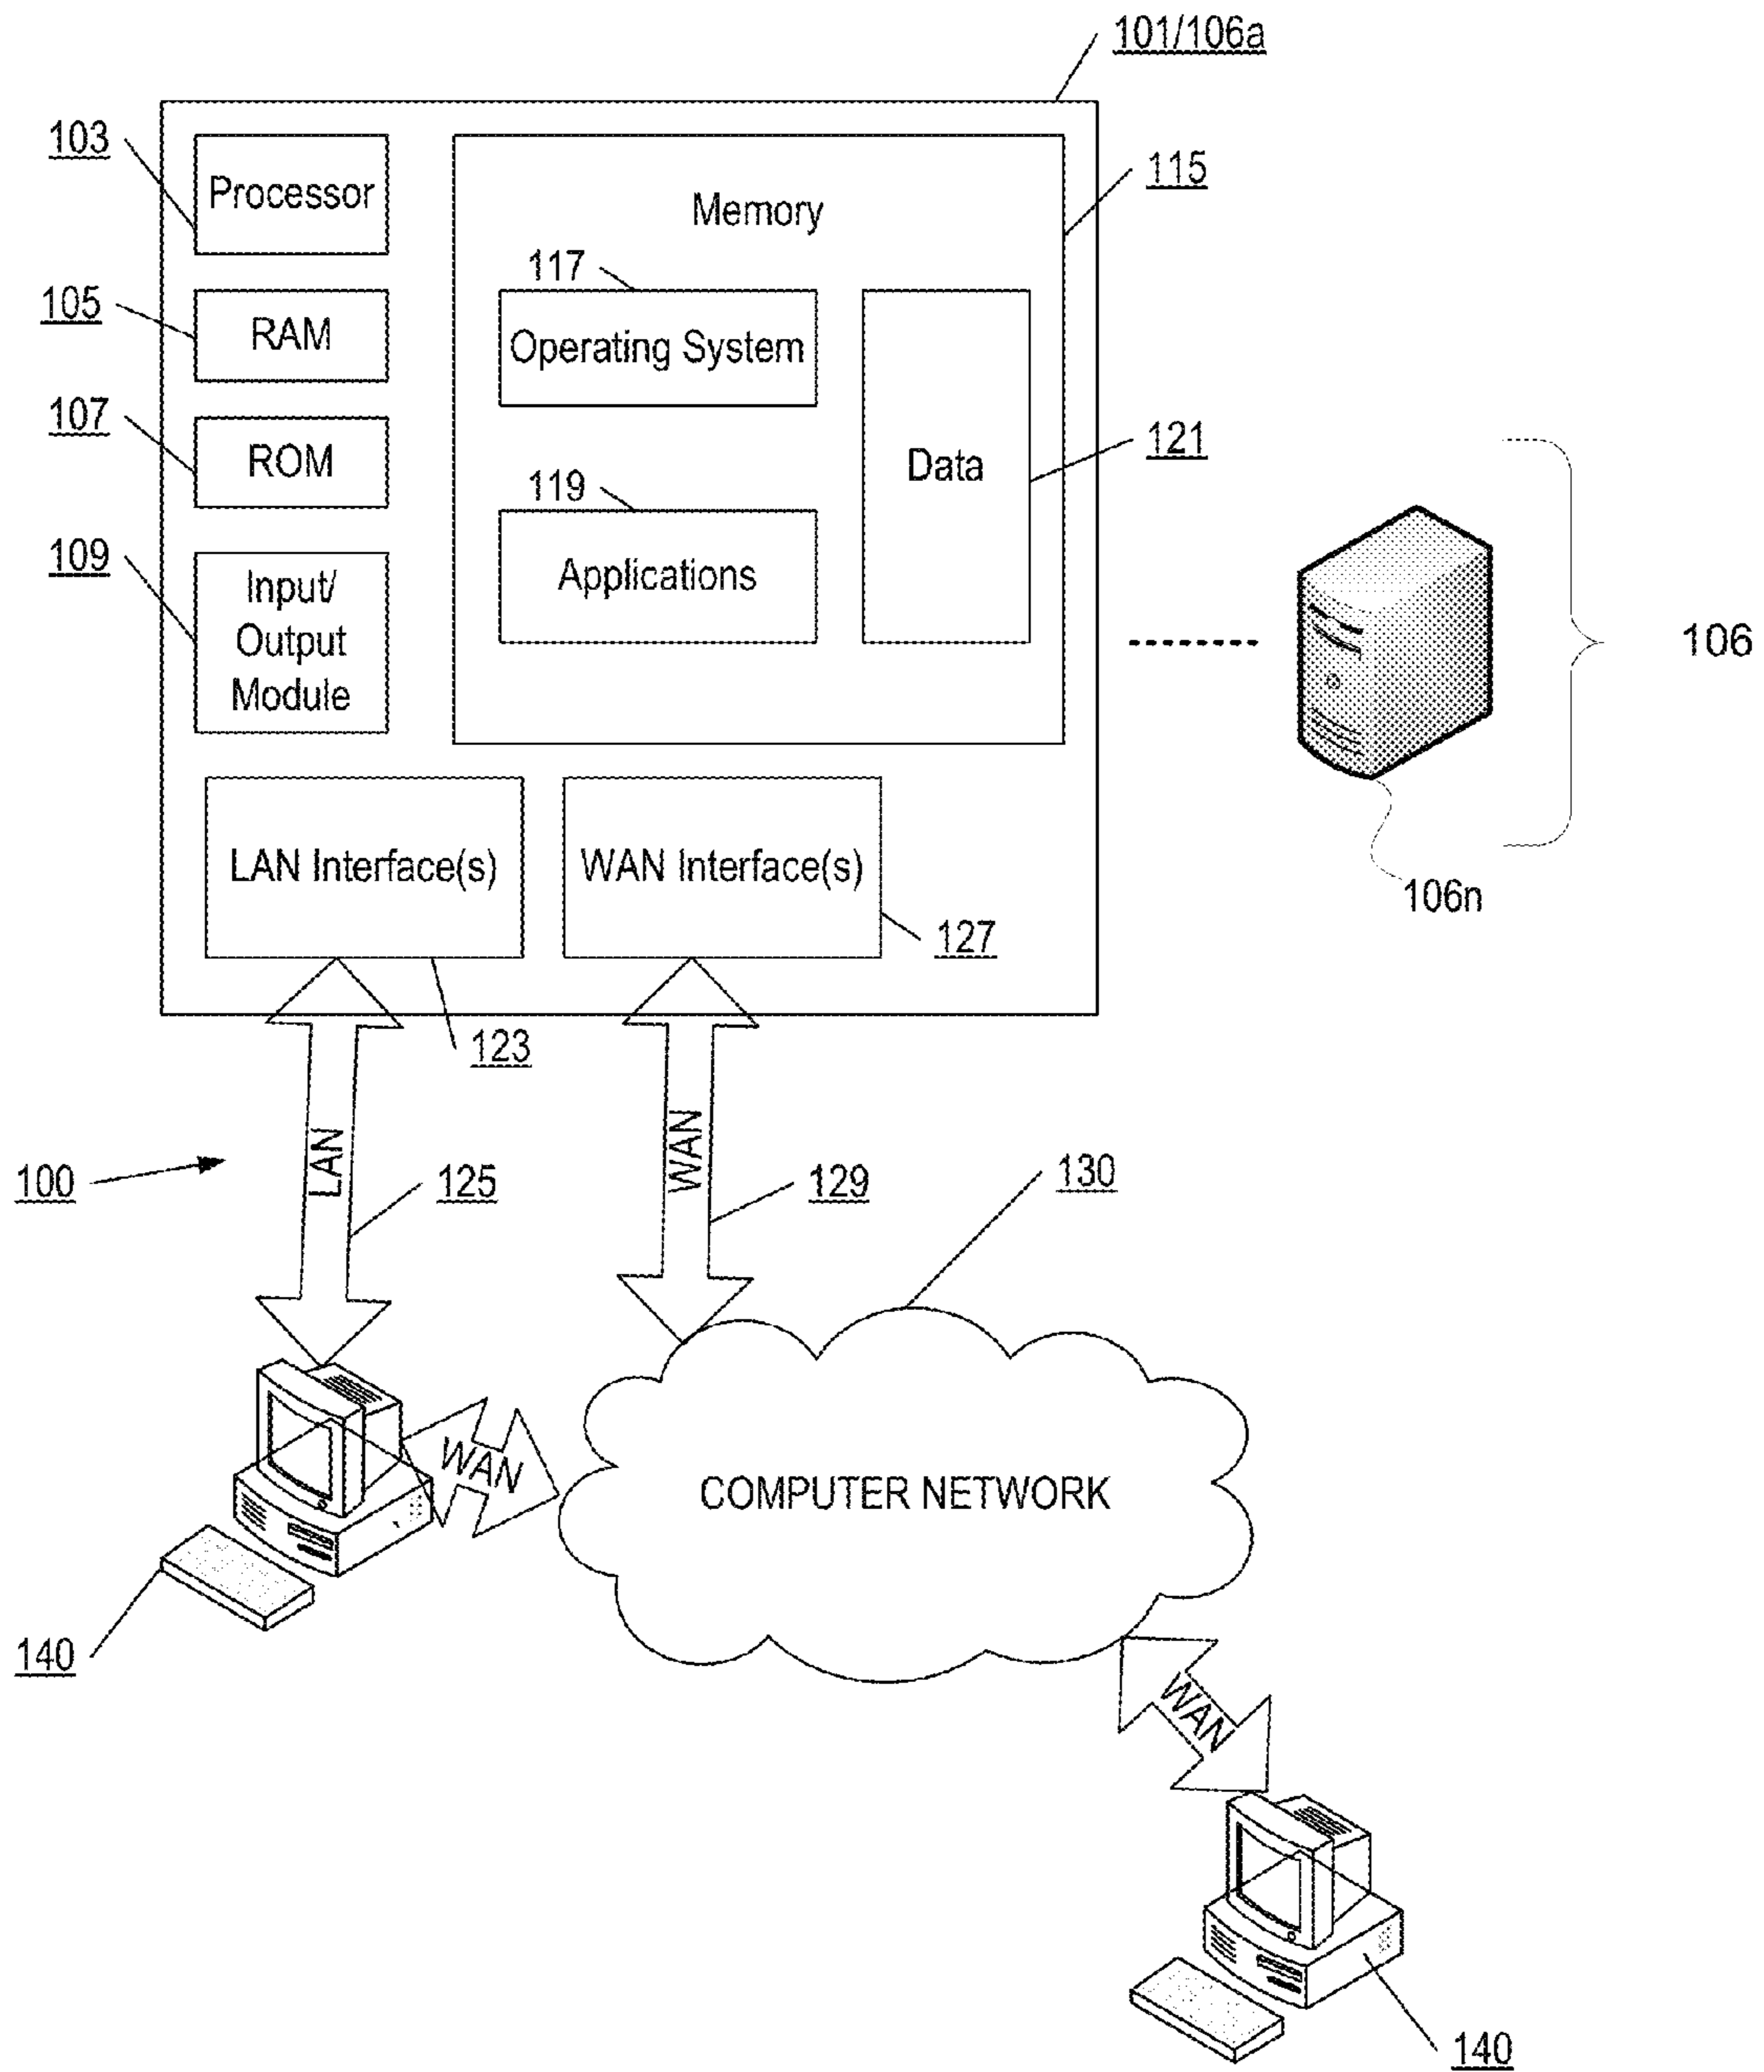 101/106a
103
Processor
Memory
115
117
105
RAM
Operating System
107
ROM
Data
121
119
109
Input/
Output
Module
Applications
106
LAN Interface(s)
WAN Interface(s)
106n
127
123
LAN
WAN
100
125
129
130
WAN
COMPUTER NETWORK
140
WAN
140